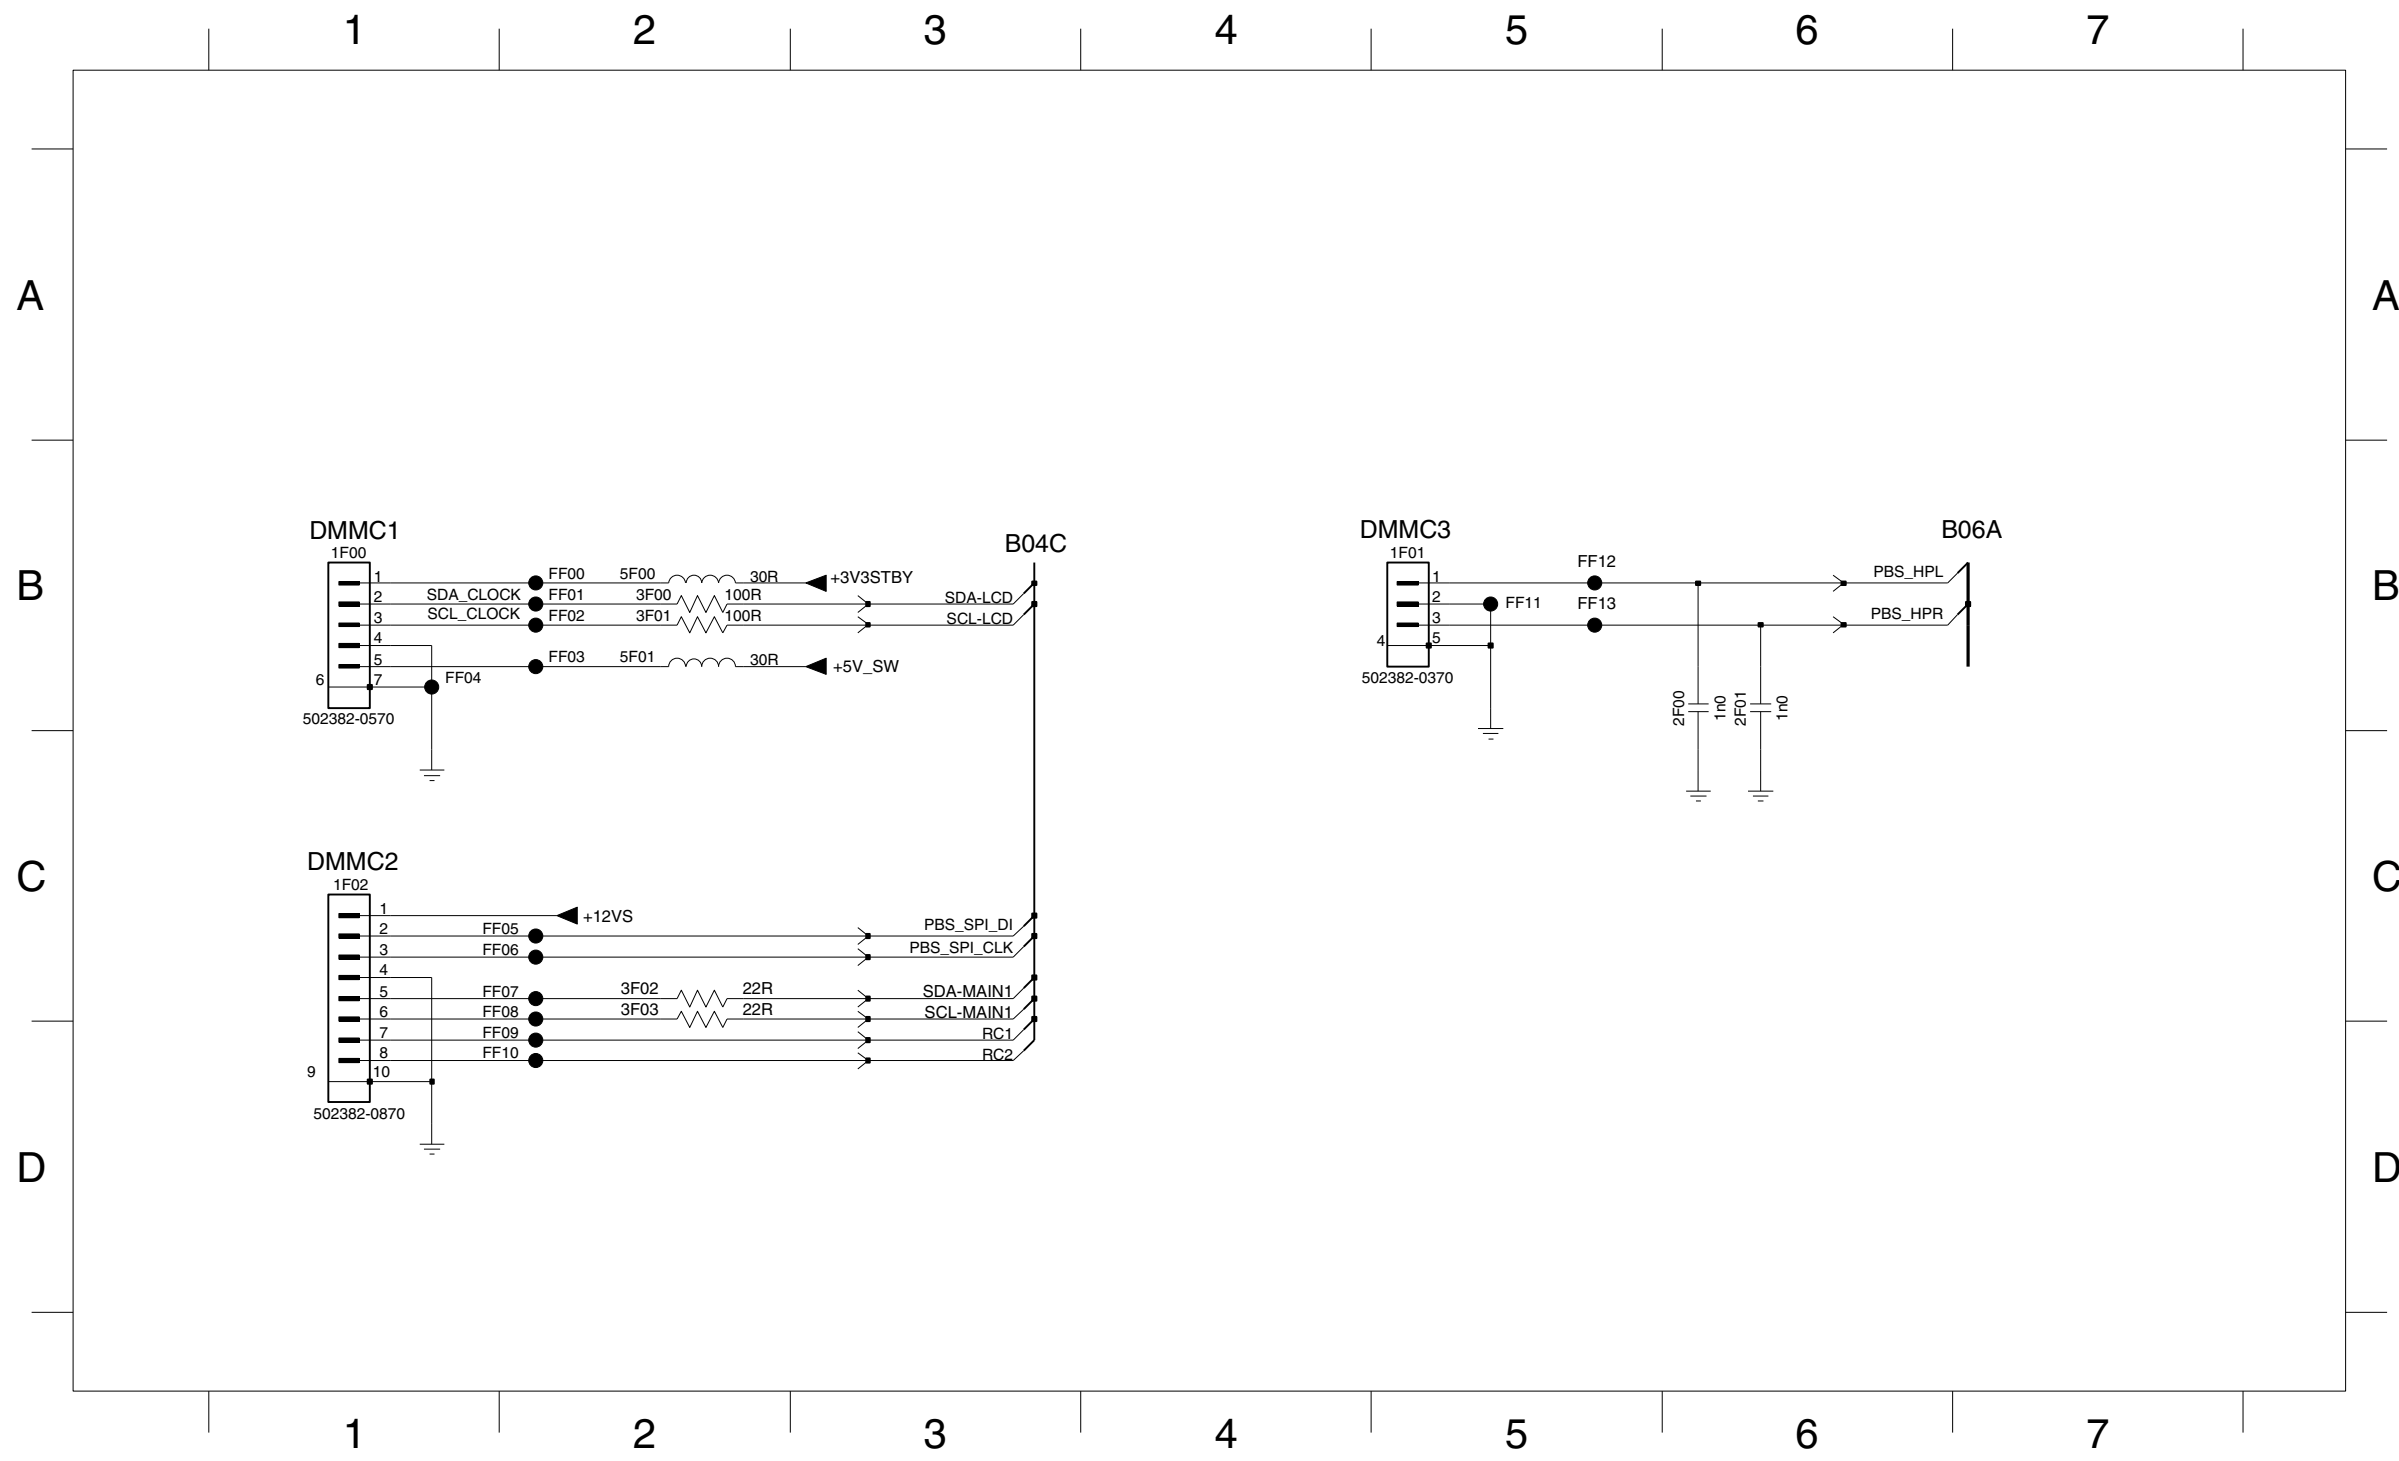 1 2 3 4 5 6 7
A A
DMMC1
1F00
B04C
1 FF00 5F00 30R +3V3STBY
2 SDA_CLOCK FF01 3F00 100R SDA-LCD
3 SCL_CLOCK FF02 3F01 100R SCL-LCD
4
5 FF03 5F01 30R +5V_SW
6 7 FF04
502382-0570
DMMC3
1F01
B06A
B B
1 FF12 PBS_HPL
2 FF11
3 FF13 PBS_HPR
4 5
502382-0370
2F00 1n0 2F01 1n0
DMMC2
1F02
C C
1 +12VS
2 FF05 PBS_SPI_DI
3 FF06 PBS_SPI_CLK
4
5 FF07 3F02 22R SDA-MAIN1
6 FF08 3F03 22R SCL-MAIN1
7 FF09 RC1
8 FF10 RC2
9 10
502382-0870
D D
1 2 3 4 5 6 7